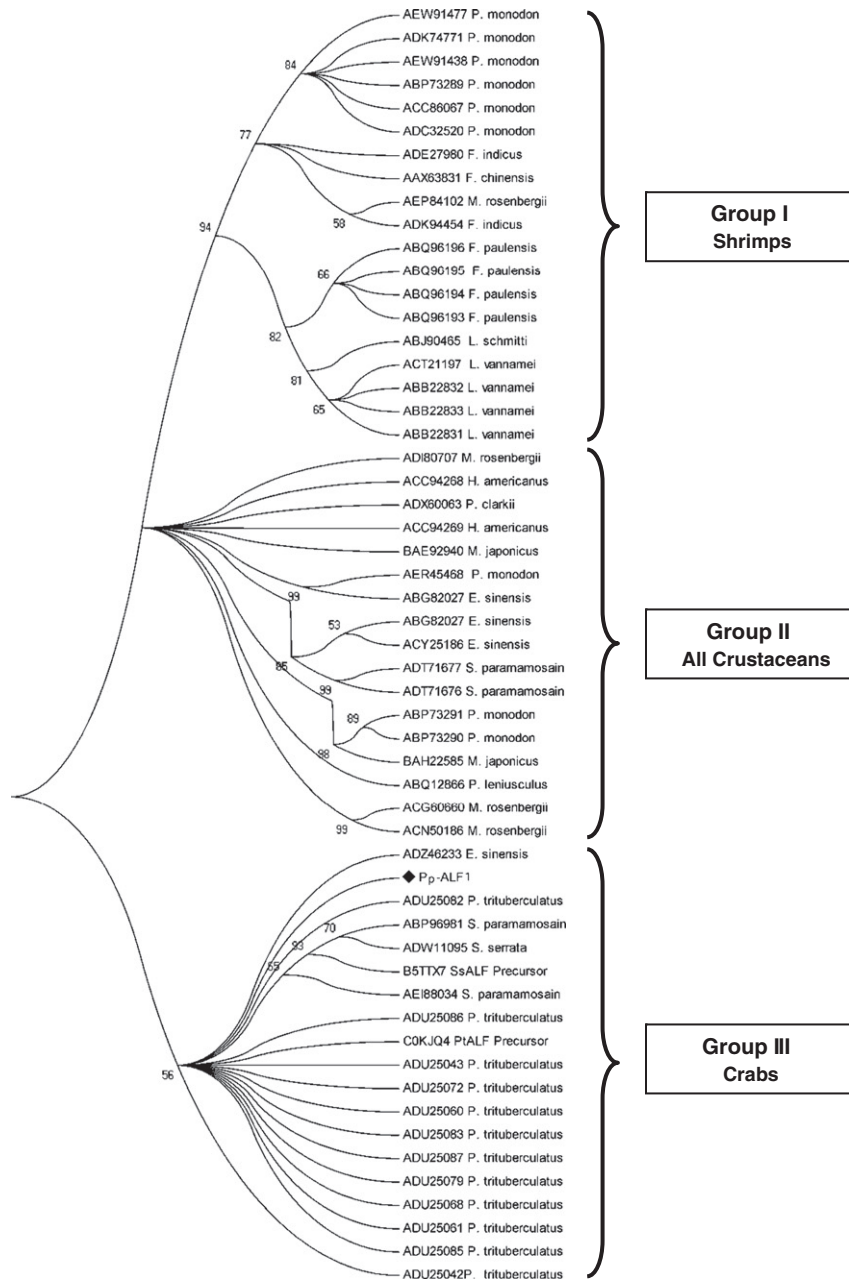 AEW91477 P. monodon
ADK74771 P. monodon
84
AEW91438 P. monodon
ABP73289 P. monodon
ACC86067 P. monodon
ADC32520 P. monodon
77
ADE27980 F. indicus
AAX63831 F. chinensis
AEP84102 M. rosenbergii
58
ADK94454 F. indicus
94
ABQ96196 F. paulensis
66
ABQ90195 F. paulensis
ABQ96194 F. paulensis
ABQ96193 F. paulensis
82
ABJ90465 L. schmitti
ACT21197 L. vannamei
81
ABB22832 L. vannamei
65
ABB22833 L. vannamei
ABB22831 L. vannamei
Group I
Shrimps
ADI80707 M. rosenbergii
ACC94268 H. americanus
ADX60063 P. clarkii
ACC94269 H. americanus
BAE92940 M. japonicus
AER45468 P. monodon
99
ABG82027 E. sinensis
53
ABG82027 E. sinensis
ACY25186 E. sinensis
85
ADT71677 S. paramamosain
99
ADT71676 S. paramamosain
89
ABP73291 P. monodon
ABP73290 P. monodon
98
BAH22585 M. japonicus
ABQ12866 P. leniusculus
ACG60660 M. rosenbergii
99
ACN50186 M. rosenbergii
Group II
All Crustaceans
ADZ46233 E. sinensis
Pp-ALF1
ADU25082 P. trituberculatus
70
ABP96981 S. paramamosain
93
ADW11095 S. serrata
55
B5TTX7 SsALF Precursor
AEI88034 S. paramamosain
ADU25086 P. trituberculatus
C0KJQ4 PtALF Precursor
56
ADU25043 P. trituberculatus
ADU25072 P. trituberculatus
ADU25060 P. trituberculatus
ADU25083 P. trituberculatus
ADU25087 P. trituberculatus
ADU25079 P. trituberculatus
ADU25068 P. trituberculatus
ADU25061 P. trituberculatus
ADU25085 P. trituberculatus
ADU25042P. trituberculatus
Group III
Crabs